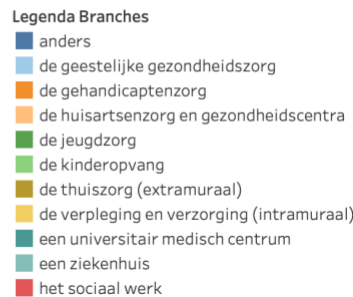 Legenda Branches
anders
de geestelijke gezondheidszorg
de gehandicaptenzorg
de huisartsenzorg en gezondheidscentra
de jeugdzorg
de kinderopvang
de thuiszorg (extramuraal)
de verpleging en verzorging (intramuraal)
een universitair medisch centrum
een ziekenhuis
het sociaal werk